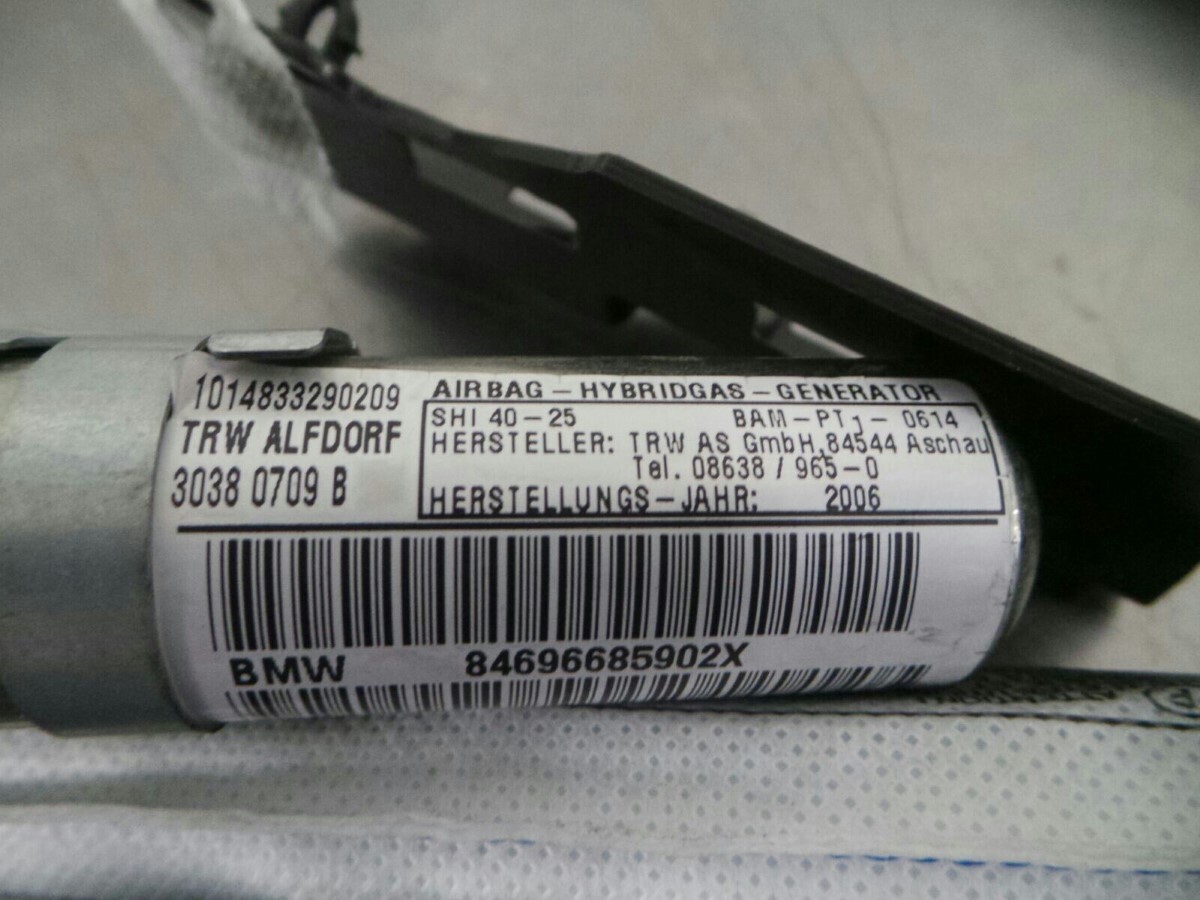 1014833290209
TRW ALFDORF
3038 0709 B
AIRBAG-HYBRIDGAS-GENERATOR
SHI 40-25 BAM-PT1-0614
HERSTELLER: TRW AS GmbH,84544 Aschau
Tel. 08638 / 965-0
HERSTELLUNGS-JAHR: 2006
BMW 84696685902X